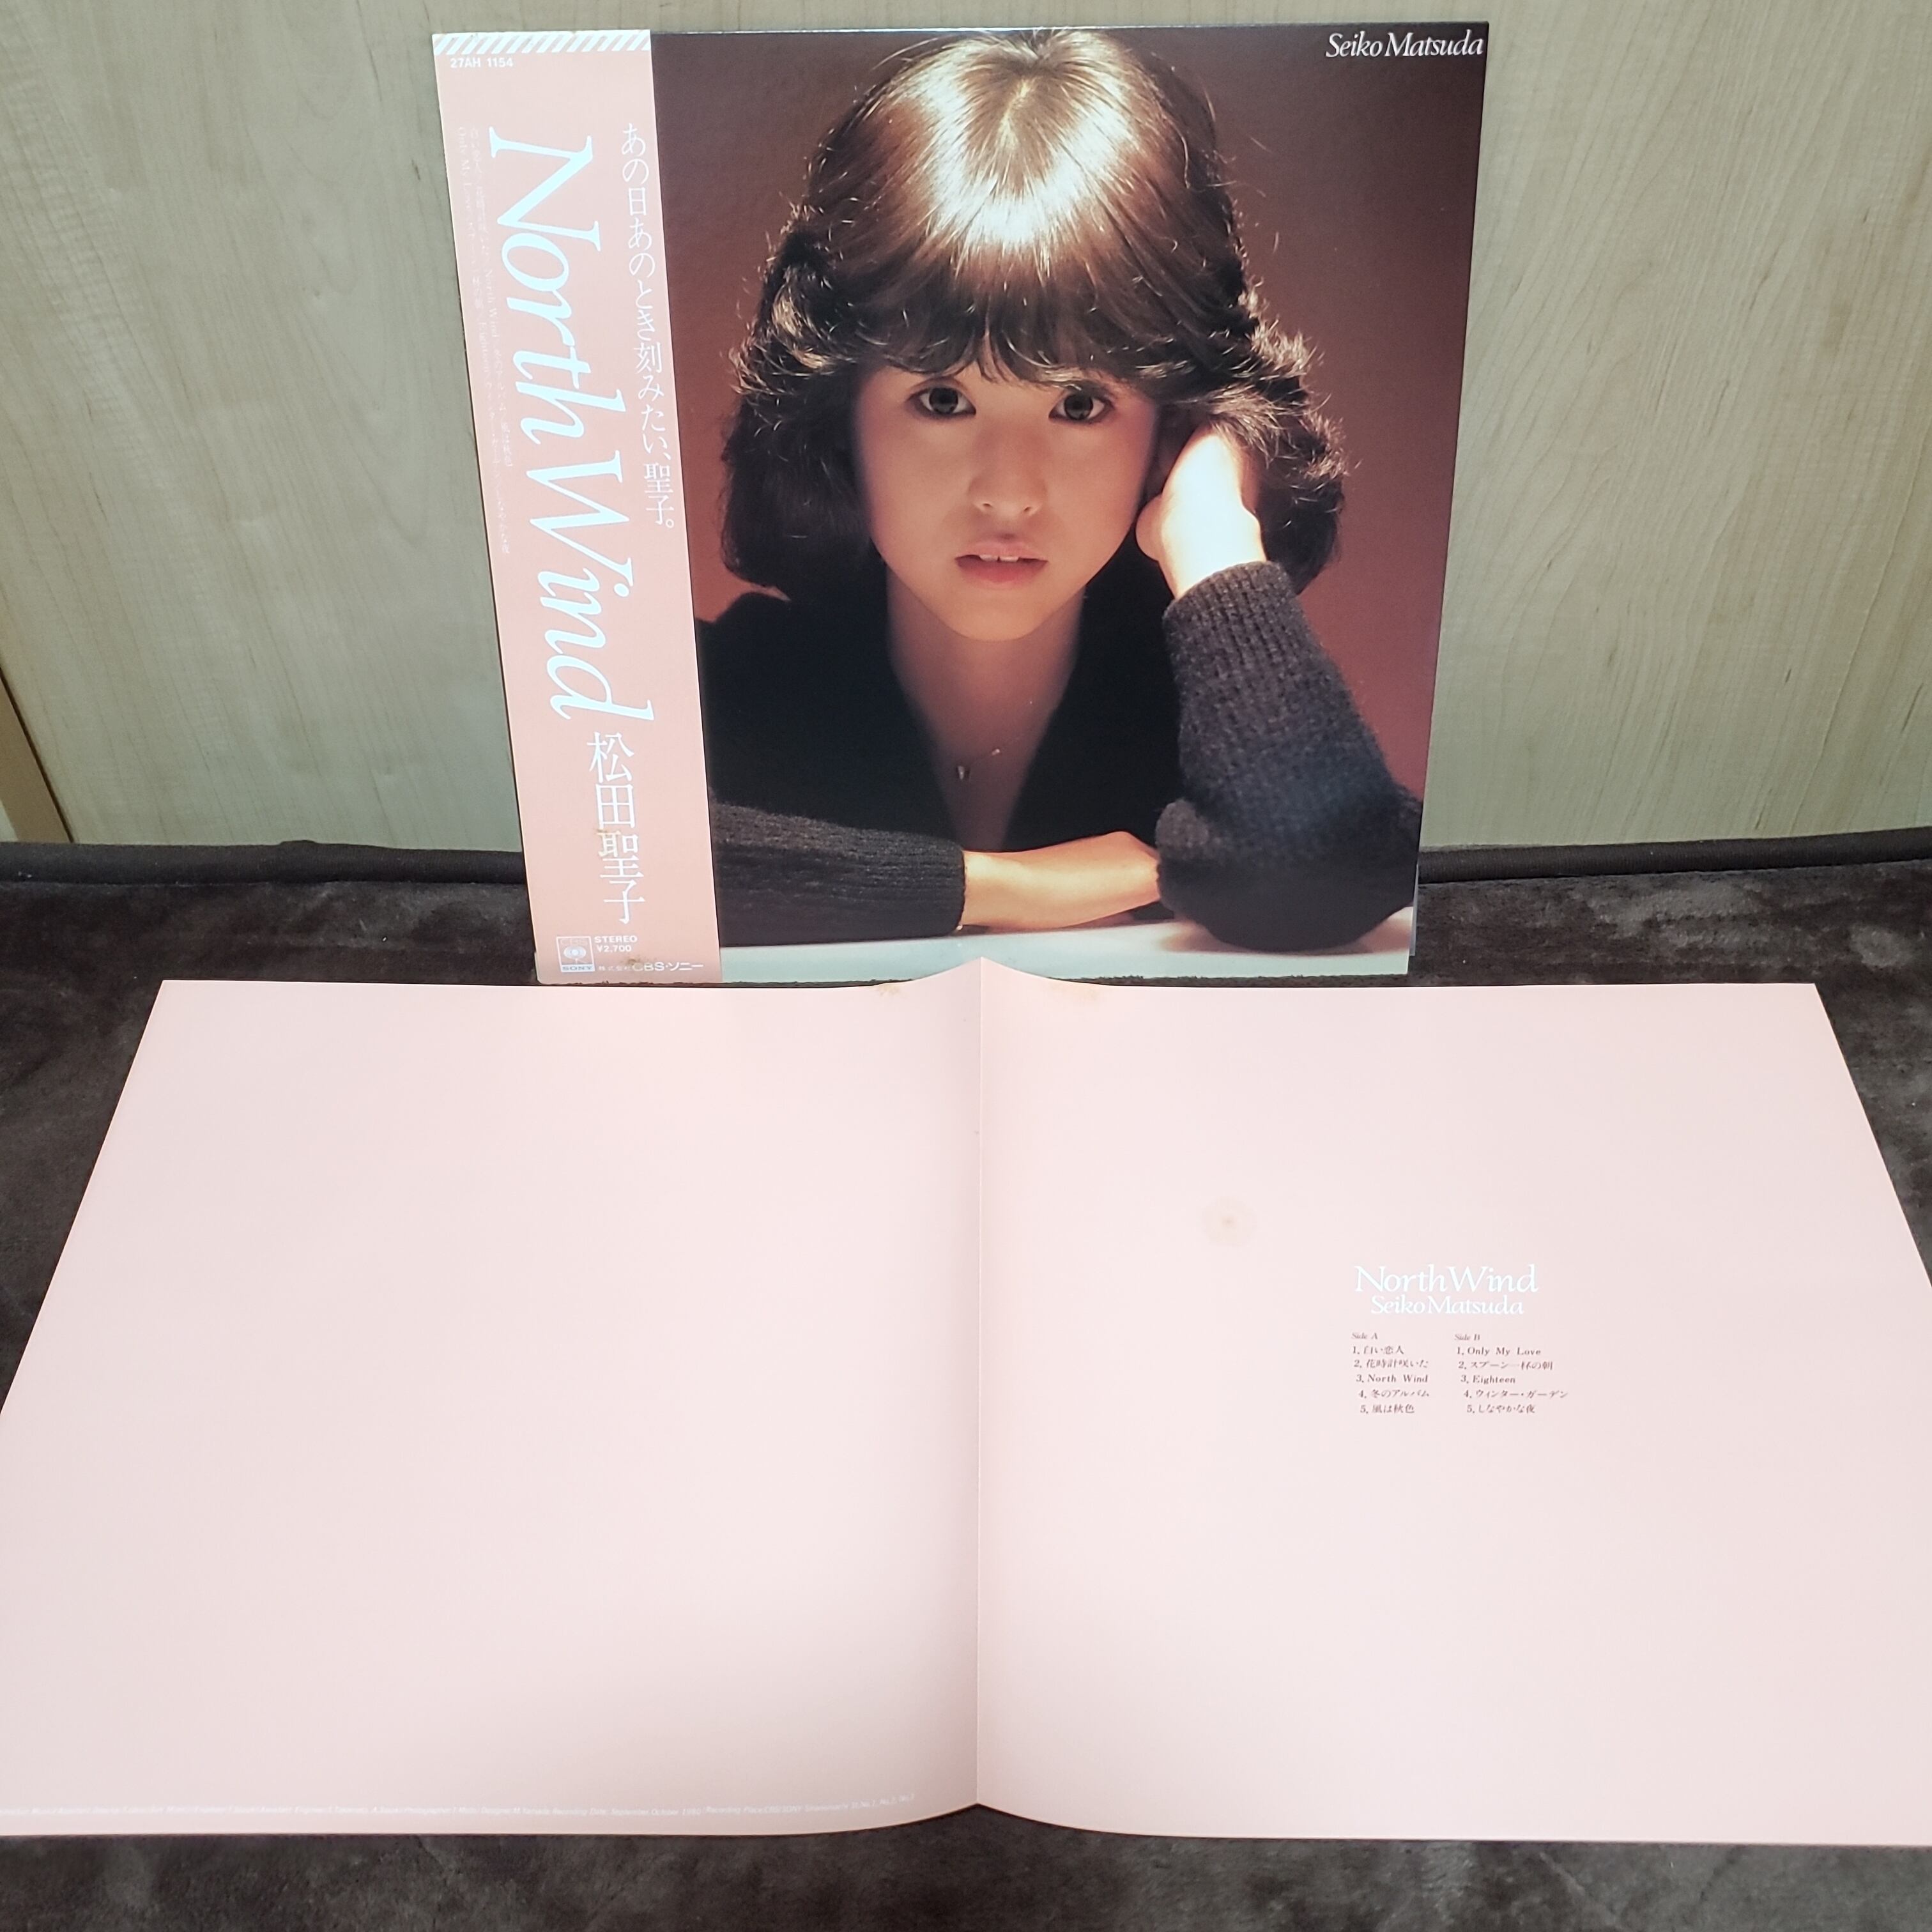 27AH 1154
あの日あのとき刻みたい、聖子。
North Wind 松田聖子
STEREO
¥2,700
SONY
株式会社CBS・ソニー
Seiko Matsuda
North Wind
Seiko Matsuda
Side A
1. 白い恋人
2. 花時計咲いた
3. North Wind
4. 冬のアルバム
5. 風は秋色
Side B
1. Only My Love
2. スプーン一杯の朝
3. Eighteen
4. ウィンター・ガーデン
5. しなやかな夜